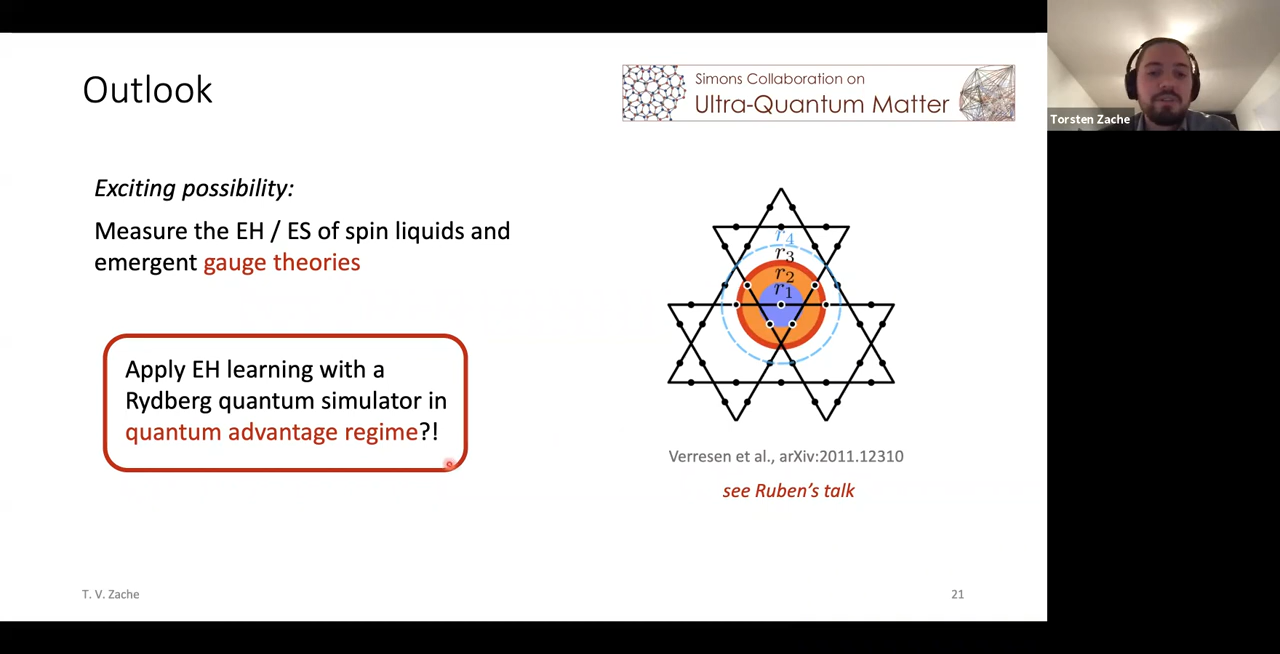 Outlook
Simons Collaboration on
Ultra-Quantum Matter
Torsten Zache
Exciting possibility:
Measure the EH / ES of spin liquids and
emergent gauge theories
r4
r3
r2
r1
Apply EH learning with a
Rydberg quantum simulator in
quantum advantage regime?!
Verresen et al., arXiv:2011.12310
see Ruben's talk
T. V. Zache
21